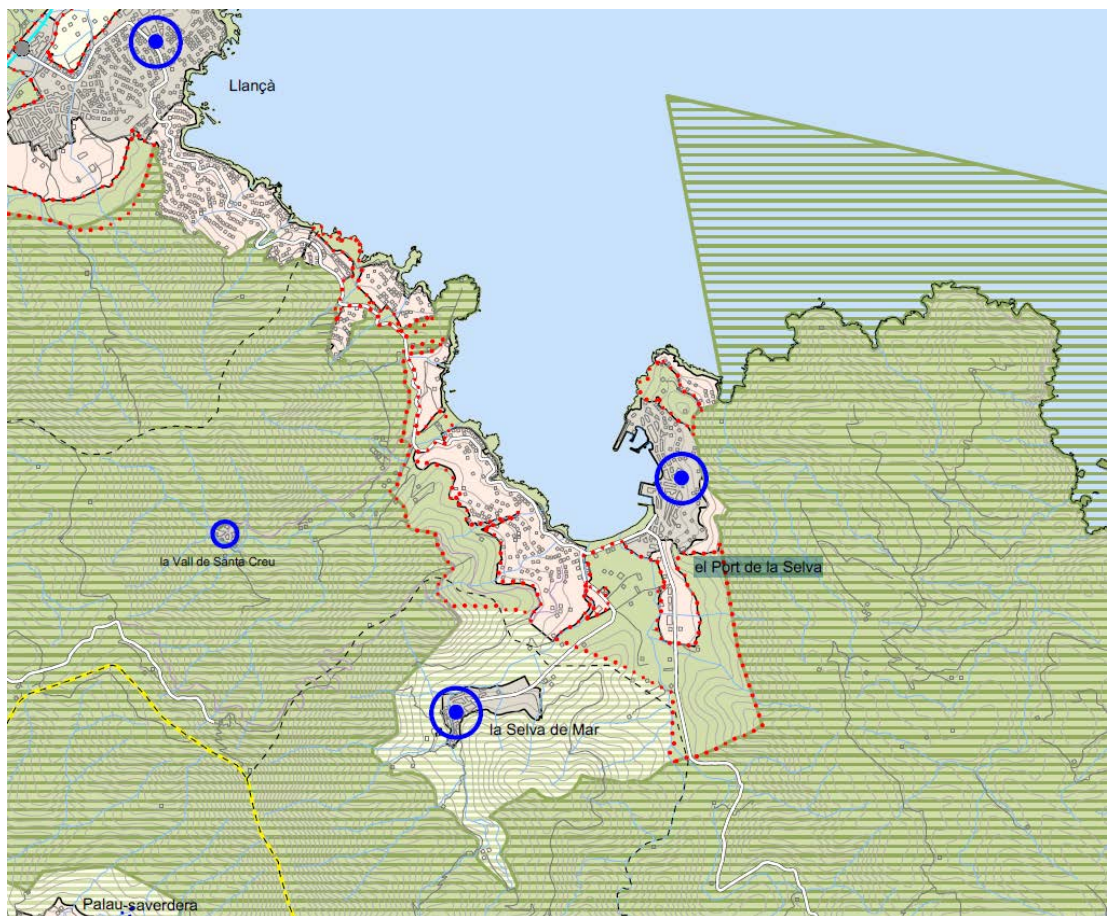 Llançà
la Vall de Santa Creu
el Port de la Selva
la Selva de Mar
Palau-saverdera